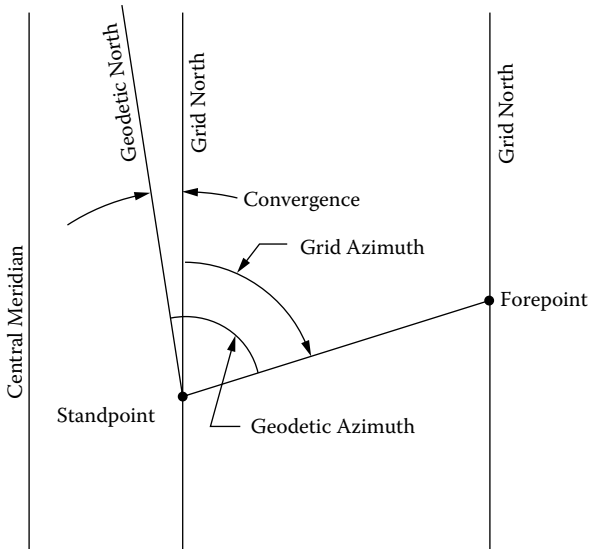 Geodetic North
Grid North
Grid North
Convergence
Grid Azimuth
Central Meridian
Forepoint
Standpoint
Geodetic Azimuth